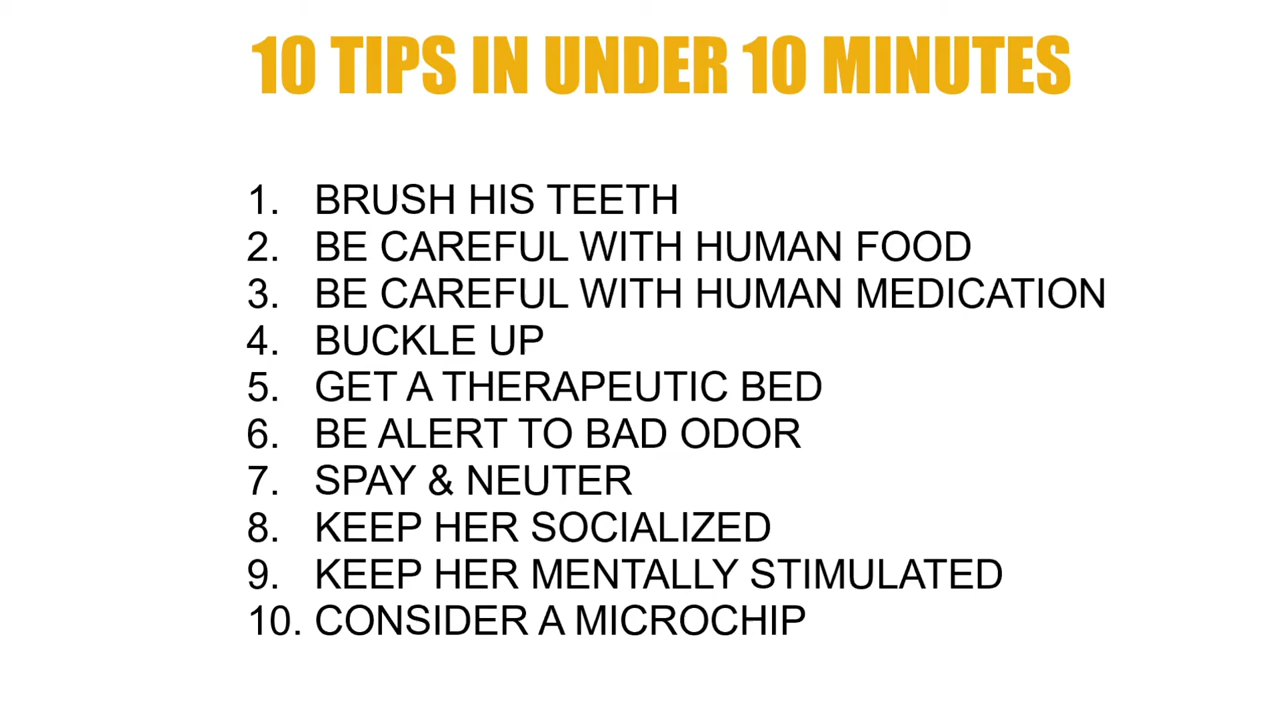 10 TIPS IN UNDER 10 MINUTES
1. BRUSH HIS TEETH
2. BE CAREFUL WITH HUMAN FOOD
3. BE CAREFUL WITH HUMAN MEDICATION
4. BUCKLE UP
5. GET A THERAPEUTIC BED
6. BE ALERT TO BAD ODOR
7. SPAY & NEUTER
8. KEEP HER SOCIALIZED
9. KEEP HER MENTALLY STIMULATED
10. CONSIDER A MICROCHIP